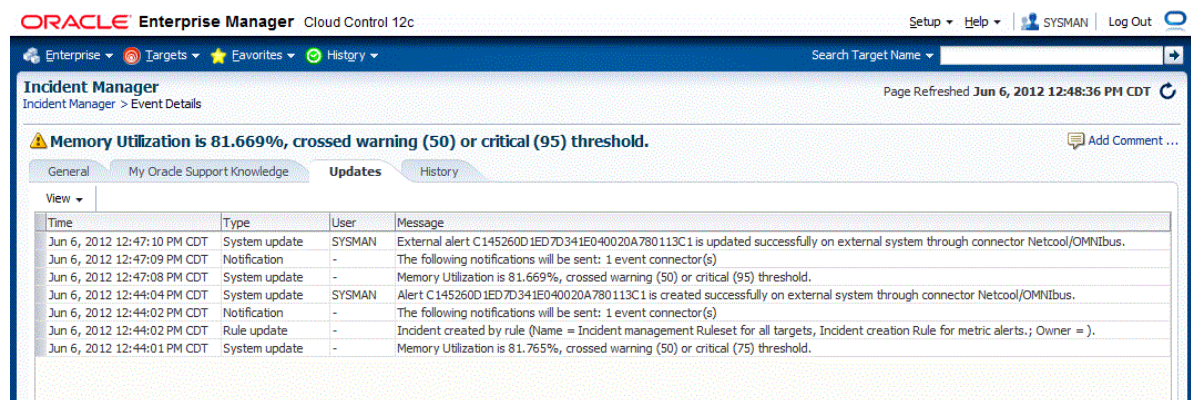 ORACLE Enterprise Manager Cloud Control 12c Setup Help SYSMAN Log Out
Enterprise Targets Favorites History Search Target Name
Incident Manager
Page Refreshed Jun 6, 2012 12:48:36 PM CDT
Incident Manager > Event Details
Memory Utilization is 81.669%, crossed warning (50) or critical (95) threshold. Add Comment ...
General My Oracle Support Knowledge Updates History
View
Time Type User Message
Jun 6, 2012 12:47:10 PM CDT System update SYSMAN External alert C145260D1ED7D341E040020A780113C1 is updated successfully on external system through connector Netcool/OMNIbus.
Jun 6, 2012 12:47:09 PM CDT Notification - The following notifications will be sent: 1 event connector(s)
Jun 6, 2012 12:47:08 PM CDT System update - Memory Utilization is 81.669%, crossed warning (50) or critical (95) threshold.
Jun 6, 2012 12:44:04 PM CDT System update SYSMAN Alert C145260D1ED7D341E040020A780113C1 is created successfully on external system through connector Netcool/OMNIbus.
Jun 6, 2012 12:44:02 PM CDT Notification - The following notifications will be sent: 1 event connector(s)
Jun 6, 2012 12:44:02 PM CDT Rule update - Incident created by rule (Name = Incident management Ruleset for all targets, Incident creation Rule for metric alerts.; Owner = ).
Jun 6, 2012 12:44:01 PM CDT System update - Memory Utilization is 81.765%, crossed warning (50) or critical (75) threshold.